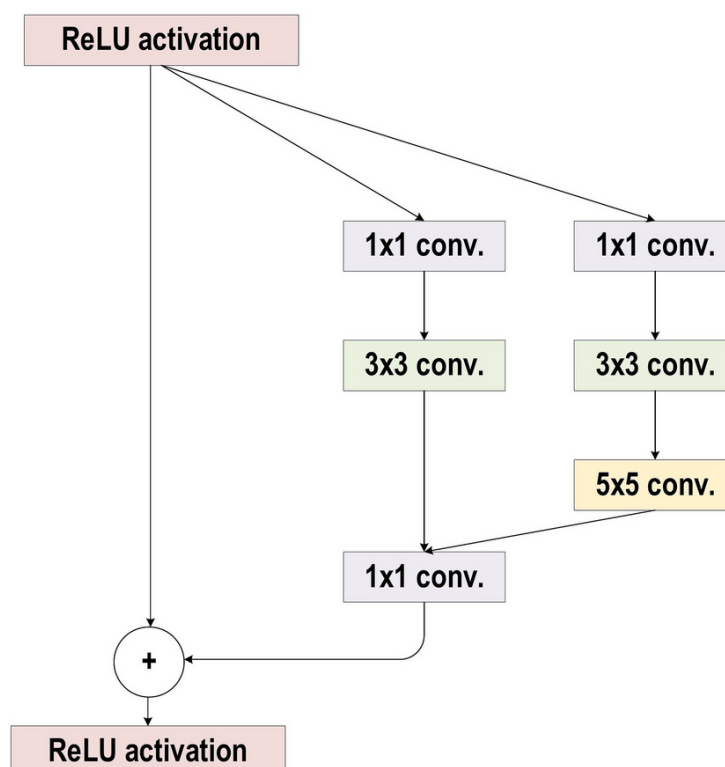 ReLU activation
1x1 conv.
1x1 conv.
3x3 conv.
3x3 conv.
5x5 conv.
1x1 conv.
+
ReLU activation